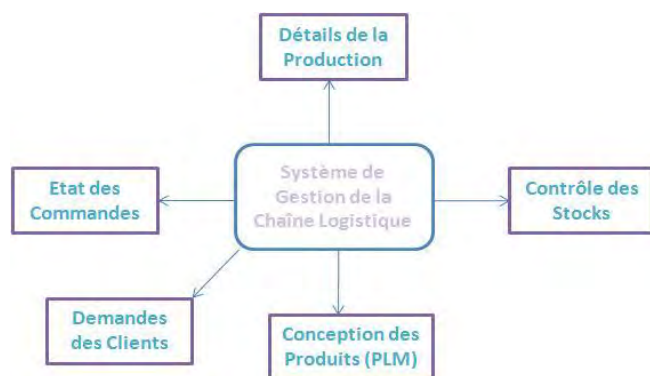 Détails de la
Production
Système de
Gestion de la
Chaîne Logistique
Etat des
Commandes
Contrôle des
Stocks
Demandes
des Clients
Conception des
Produits (PLM)